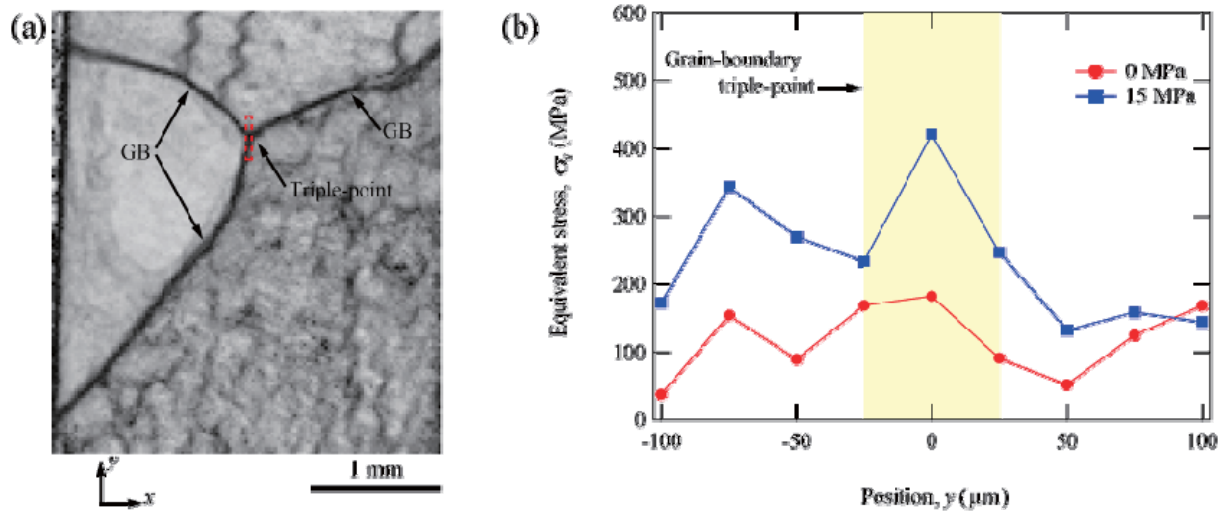 (a)
GB
GB
Triple-point
y
x
1 mm
(b)
600
500
400
300
200
100
0
Equivalent stress, σq (MPa)
Grain-boundary
triple-point
0 MPa
15 MPa
-100
-50
0
50
100
Position, y (μm)